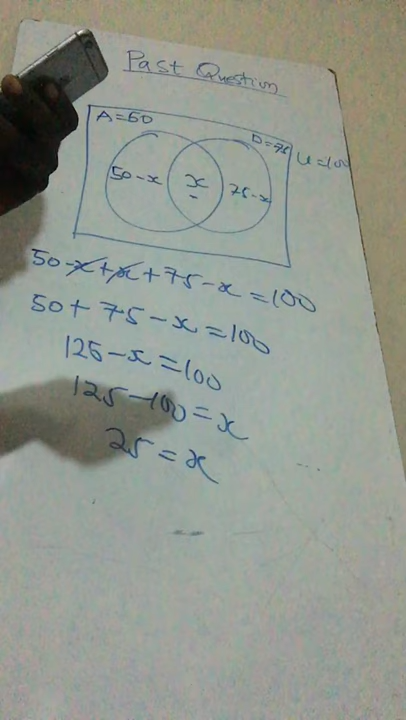 Past Question
A=50
D=75
U=100
50-x
x
75-x
50-x+x+75-x=100
50+75-x=100
125-x=100
125-100=x
25=x